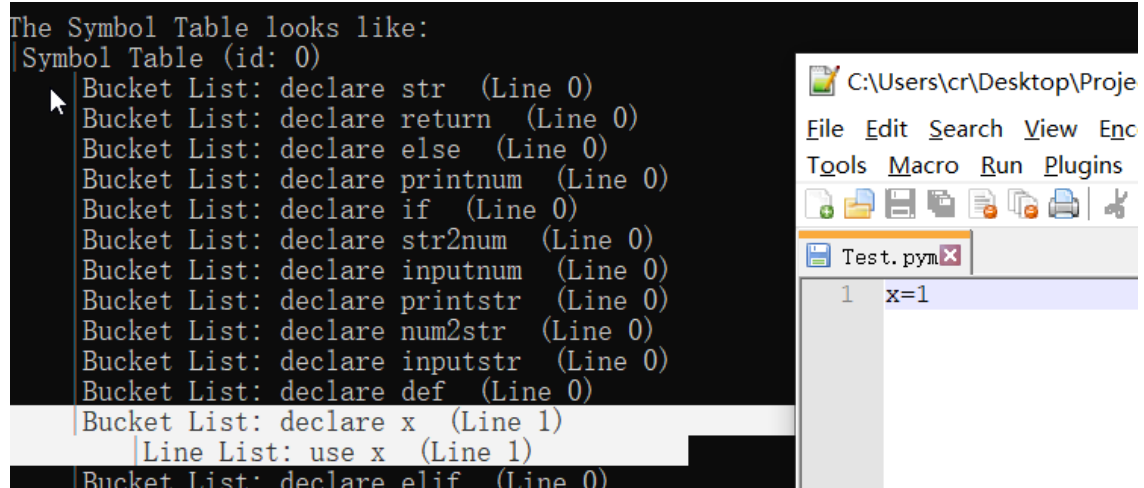 The Symbol Table looks like:
|Symbol Table (id: 0)
|Bucket List: declare str (Line 0)
|Bucket List: declare return (Line 0)
|Bucket List: declare else (Line 0)
|Bucket List: declare printnum (Line 0)
|Bucket List: declare if (Line 0)
|Bucket List: declare str2num (Line 0)
|Bucket List: declare inputnum (Line 0)
|Bucket List: declare printstr (Line 0)
|Bucket List: declare num2str (Line 0)
|Bucket List: declare inputstr (Line 0)
|Bucket List: declare def (Line 0)
|Bucket List: declare x (Line 1)
|Line List: use x (Line 1)
|Bucket List: declare elif (Line 0)
C:\Users\cr\Desktop\Proje
File Edit Search View Enc
Tools Macro Run Plugins
Test.pym
1 x=1